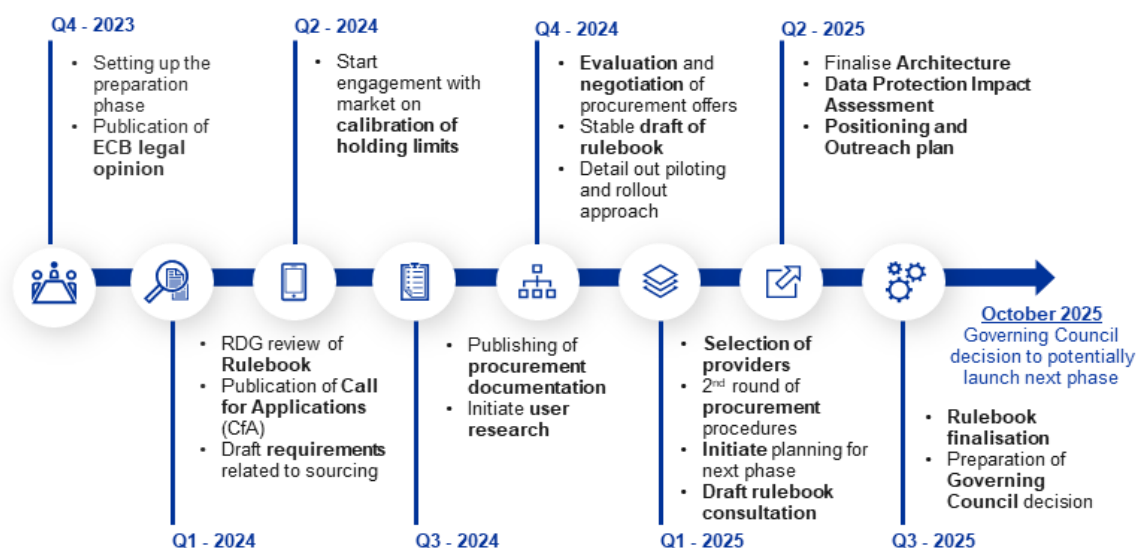 Q4 - 2023
• Setting up the
preparation
phase
• Publication of
ECB legal
opinion
Q2 - 2024
• Start
engagement with
market on
calibration of
holding limits
Q4 - 2024
• Evaluation and
negotiation of
procurement offers
• Stable draft of
rulebook
• Detail out piloting
and rollout
approach
Q2 - 2025
• Finalise Architecture
• Data Protection Impact
Assessment
• Positioning and
Outreach plan
• RDG review of
Rulebook
• Publication of Call
for Applications
(CfA)
• Draft requirements
related to sourcing
Q1 - 2024
• Publishing of
procurement
documentation
• Initiate user
research
Q3 - 2024
• Selection of
providers
• 2nd round of
procurement
procedures
• Initiate planning for
next phase
• Draft rulebook
consultation
Q1 - 2025
October 2025
Governing Council
decision to potentially
launch next phase
• Rulebook
finalisation
• Preparation of
Governing
Council decision
Q3 - 2025